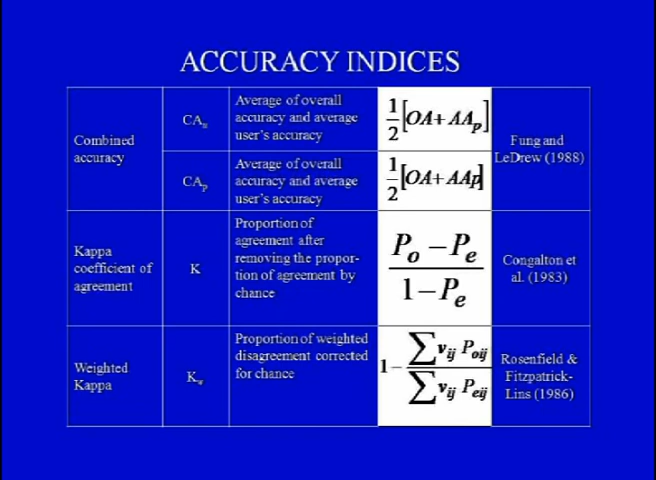 ACCURACY INDICES
Combined
accuracy
CAu
Average of overall
accuracy and average
user's accuracy
1/2 [OA + AAp]
Fung and
LeDrew (1988)
CAp
Average of overall
accuracy and average
user's accuracy
1/2 [OA + AAp]
Kappa
coefficient of
agreement
K
Proportion of
agreement after
removing the propor-
tion of agreement by
chance
Po − Pe
1 − Pe
Congalton et
al. (1983)
Weighted
Kappa
Kw
Proportion of weighted
disagreement corrected
for chance
1 − ∑ vij Poij
∑ vij Peij
Rosenfield &
Fitzpatrick-
Lins (1986)